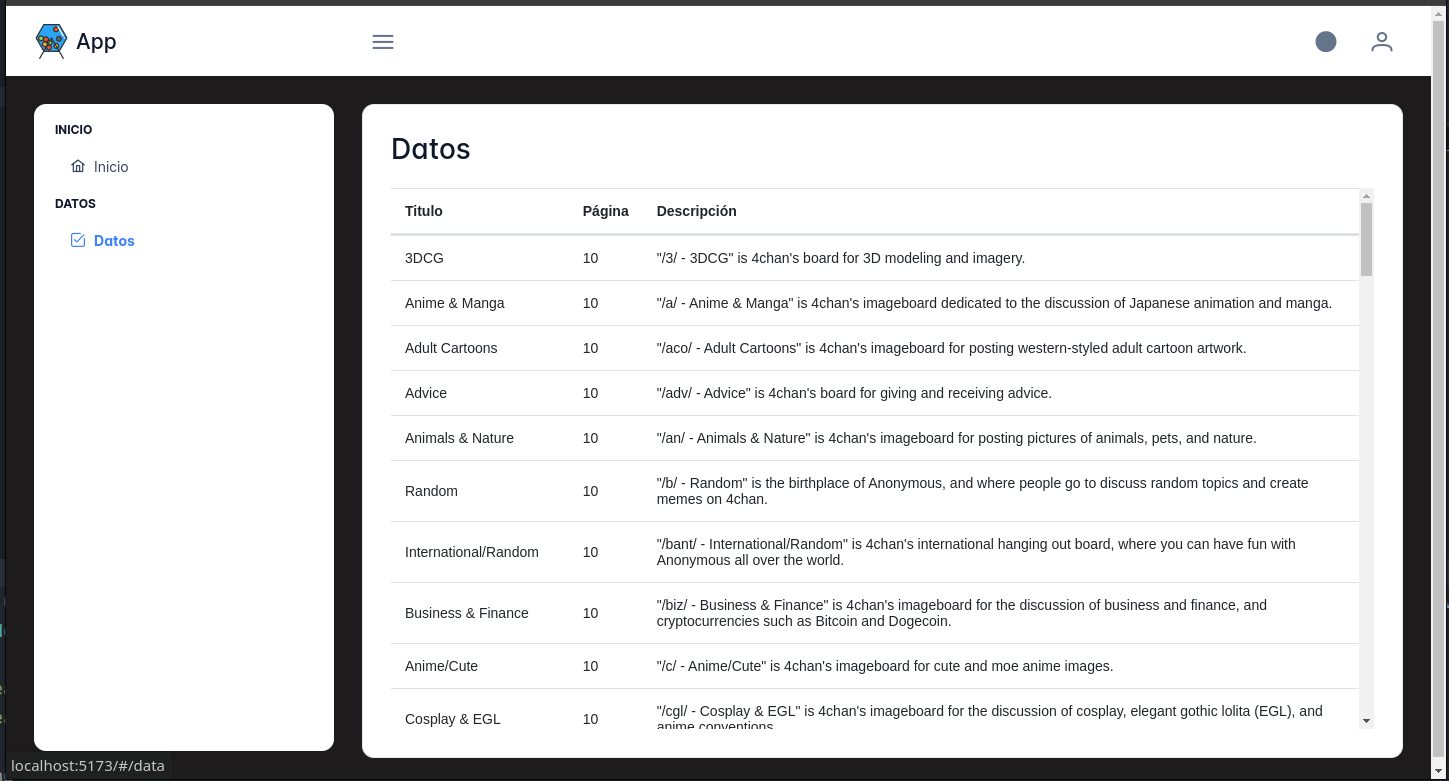 App
INICIO
Inicio
DATOS
Datos
Datos
Titulo Página Descripción
3DCG 10 "/3/ - 3DCG" is 4chan's board for 3D modeling and imagery.
Anime & Manga 10 "/a/ - Anime & Manga" is 4chan's imageboard dedicated to the discussion of Japanese animation and manga.
Adult Cartoons 10 "/aco/ - Adult Cartoons" is 4chan's imageboard for posting western-styled adult cartoon artwork.
Advice 10 "/adv/ - Advice" is 4chan's board for giving and receiving advice.
Animals & Nature 10 "/an/ - Animals & Nature" is 4chan's imageboard for posting pictures of animals, pets, and nature.
Random 10 "/b/ - Random" is the birthplace of Anonymous, and where people go to discuss random topics and create
memes on 4chan.
International/Random 10 "/bant/ - International/Random" is 4chan's international hanging out board, where you can have fun with
Anonymous all over the world.
Business & Finance 10 "/biz/ - Business & Finance" is 4chan's imageboard for the discussion of business and finance, and
cryptocurrencies such as Bitcoin and Dogecoin.
Anime/Cute 10 "/c/ - Anime/Cute" is 4chan's imageboard for cute and moe anime images.
Cosplay & EGL 10 "/cgl/ - Cosplay & EGL" is 4chan's imageboard for the discussion of cosplay, elegant gothic lolita (EGL), and
anime conventions
localhost:5173/#/data